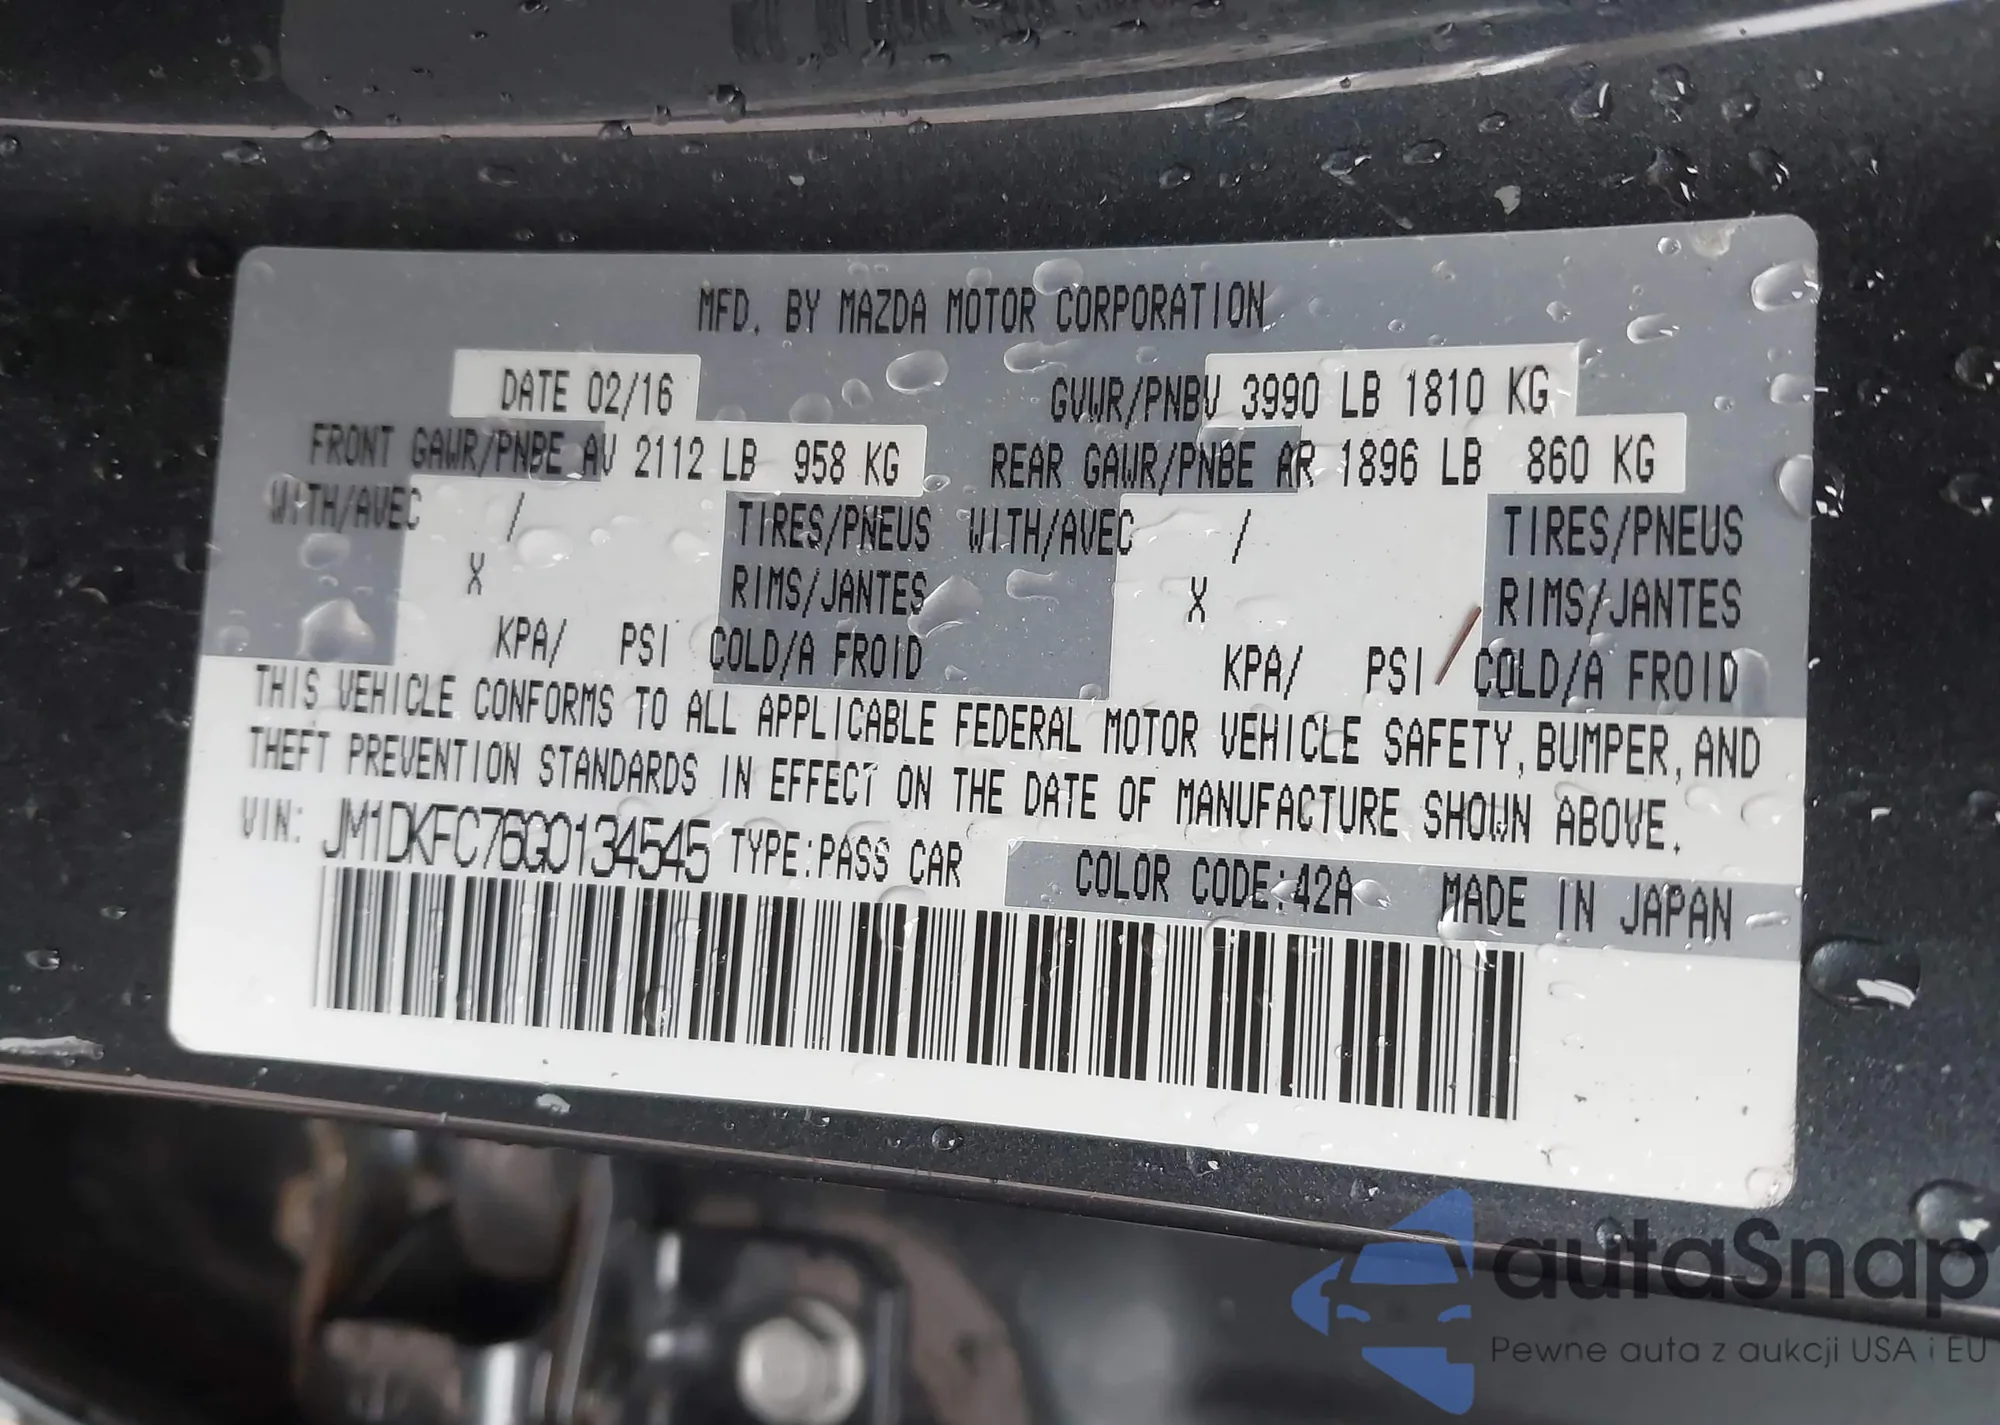 MFD. BY MAZDA MOTOR CORPORATION
DATE 02/16 GVWR/PNBV 3990 LB 1810 KG
FRONT GAWR/PNBE AV 2112 LB 958 KG REAR GAWR/PNBE AR 1896 LB 860 KG
WITH/AVEC / TIRES/PNEUS WITH/AVEC / TIRES/PNEUS
X RIMS/JANTES X RIMS/JANTES
KPA/ PSI COLD/A FROID KPA/ PSI COLD/A FROID
THIS VEHICLE CONFORMS TO ALL APPLICABLE FEDERAL MOTOR VEHICLE SAFETY, BUMPER, AND
THEFT PREVENTION STANDARDS IN EFFECT ON THE DATE OF MANUFACTURE SHOWN ABOVE.
VIN: JM1DKFC76G0134545 TYPE:PASS CAR COLOR CODE:42A MADE IN JAPAN
autaSnap
Pewne auta z aukcji USA i EU